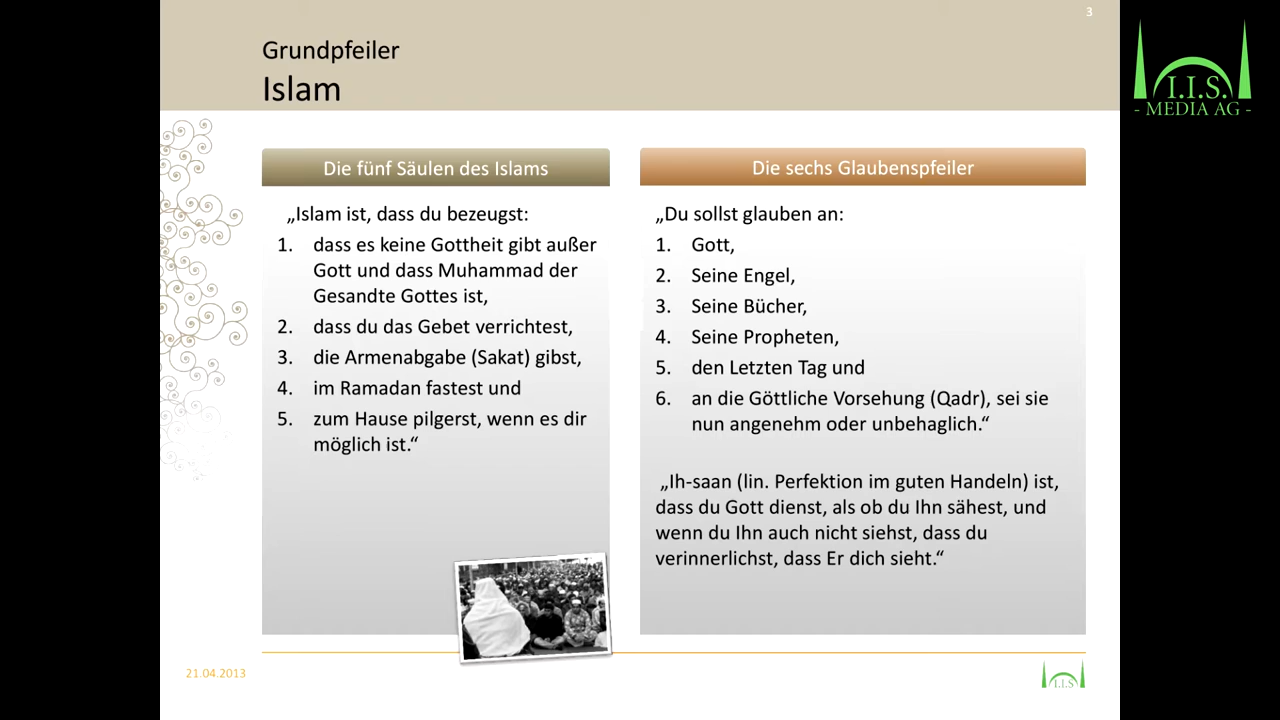 3
Grundpfeiler
Islam
I.I.S.
- MEDIA AG -
Die fünf Säulen des Islams
„Islam ist, dass du bezeugst:
1. dass es keine Gottheit gibt außer
Gott und dass Muhammad der
Gesandte Gottes ist,
2. dass du das Gebet verrichtest,
3. die Armenabgabe (Sakat) gibst,
4. im Ramadan fastest und
5. zum Hause pilgerst, wenn es dir
möglich ist.“
Die sechs Glaubenspfeiler
„Du sollst glauben an:
1. Gott,
2. Seine Engel,
3. Seine Bücher,
4. Seine Propheten,
5. den Letzten Tag und
6. an die Göttliche Vorsehung (Qadr), sei sie
nun angenehm oder unbehaglich.“
„Ih-saan (lin. Perfektion im guten Handeln) ist,
dass du Gott dienst, als ob du Ihn sähest, und
wenn du Ihn auch nicht siehst, dass du
verinnerlichst, dass Er dich sieht.“
21.04.2013
I.I.S